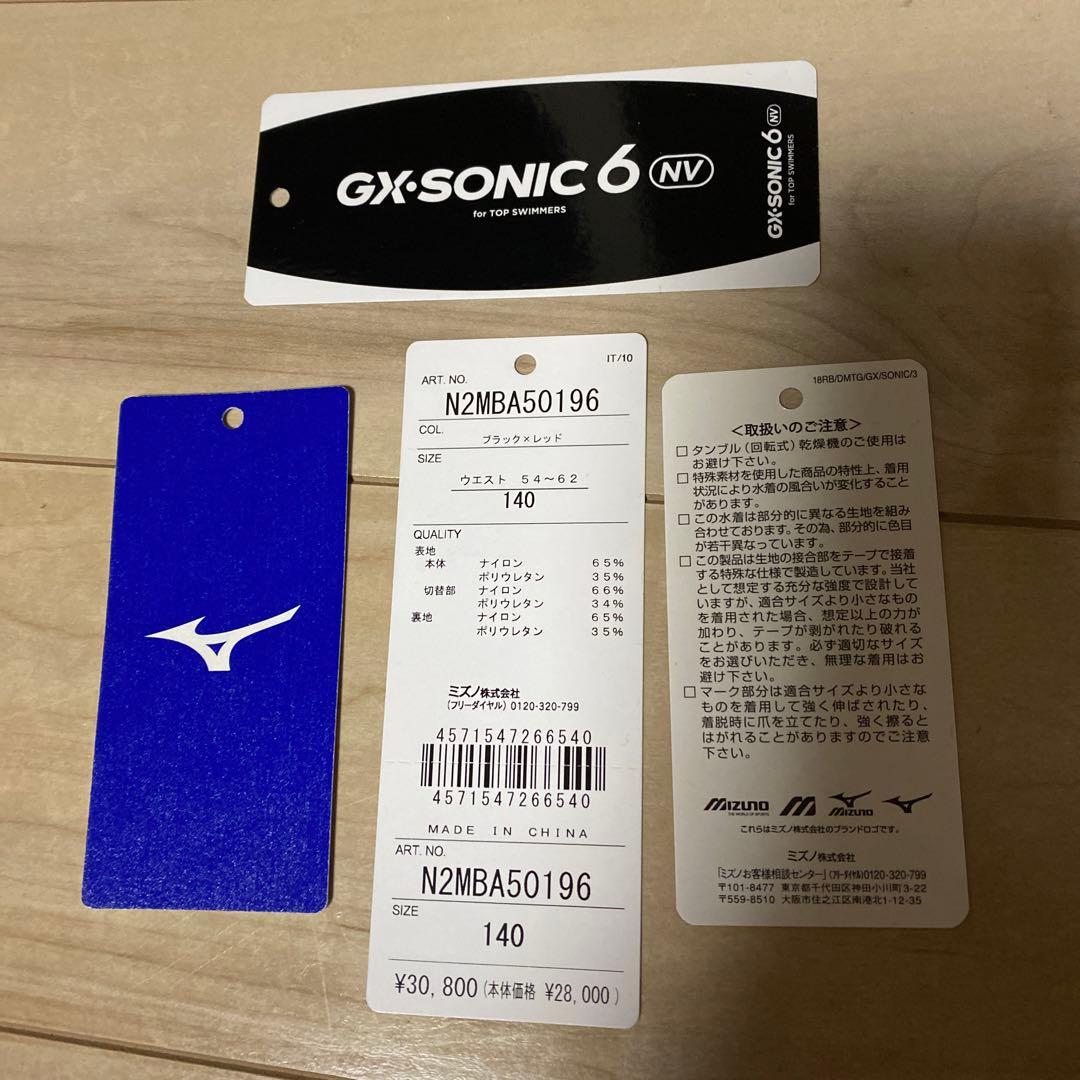 GX·SONIC 6 NV
for TOP SWIMMERS
GX·SONIC 6 NV
for TOP SWIMMERS
IT/10
ART. NO.
N2MBA50196
COL.
ブラック×レッド
SIZE
ウエスト 54～62
140
QUALITY
表地
本体 ナイロン 65%
ポリウレタン 35%
切替部 ナイロン 66%
ポリウレタン 34%
裏地 ナイロン 65%
ポリウレタン 35%
ミズノ株式会社
(フリーダイヤル) 0120-320-799
4571547266540
4571547266540
MADE IN CHINA
ART. NO.
N2MBA50196
SIZE
140
¥30,800 (本体価格 ¥28,000)
18RB/DMTG/GX/SONIC/3
＜取扱いのご注意＞
□ タンブル(回転式)乾燥機のご使用は
お避け下さい。
□ 特殊素材を使用した商品の特性上、着用
状況により水着の風合いが変化すること
があります。
□ この水着は部分的に異なる生地を組み
合わせております。その為、部分的に色目
が若干異なっています。
□ この製品は生地の接合部をテープで接着
する特殊な仕様で製造しています。当社
として想定する充分な強度で設計して
いますが、適合サイズより小さなもの
を着用された場合、想定以上の力が
加わり、テープが剥がれたり破れる
ことがあります。必ず適切なサイズ
をお選びいただき、無理な着用はお
避け下さい。
□ マーク部分は適合サイズより小さな
ものを着用して強く伸ばされたり、
着脱時に爪を立てたり、強く擦ると
はがれることがありますのでご注意
下さい。
MIZUNO
THE WORLD OF SPORTS
MIZUNO
これらはミズノ株式会社のブランドロゴです。
ミズノ株式会社
「ミズノお客様相談センター」(フリーダイヤル)0120-320-799
〒101-8477 東京都千代田区神田小川町3-22
〒559-8510 大阪市住之江区南港北1-12-35